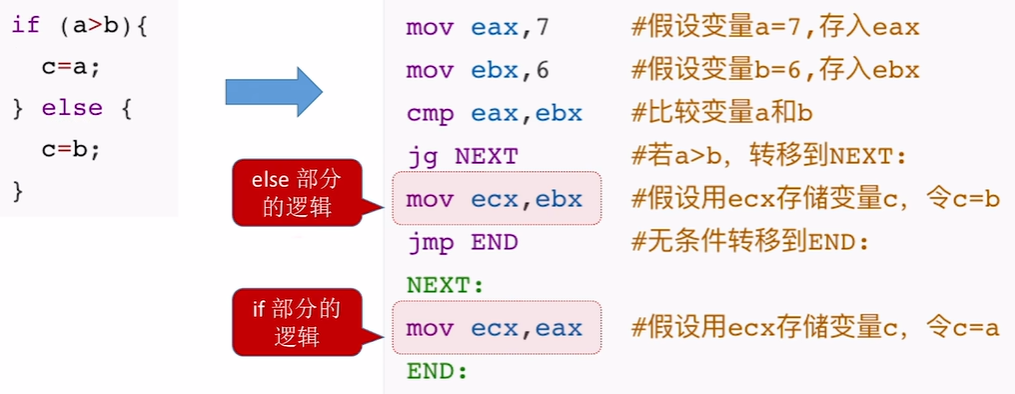 if (a>b){
  c=a;
} else {
  c=b;
}
mov eax,7 #假设变量a=7,存入eax
mov ebx,6 #假设变量b=6,存入ebx
cmp eax,ebx #比较变量a和b
jg NEXT #若a>b，转移到NEXT:
else 部分
的逻辑
mov ecx,ebx #假设用ecx存储变量c，令c=b
jmp END #无条件转移到END:
NEXT:
if 部分的
逻辑
mov ecx,eax #假设用ecx存储变量c，令c=a
END: